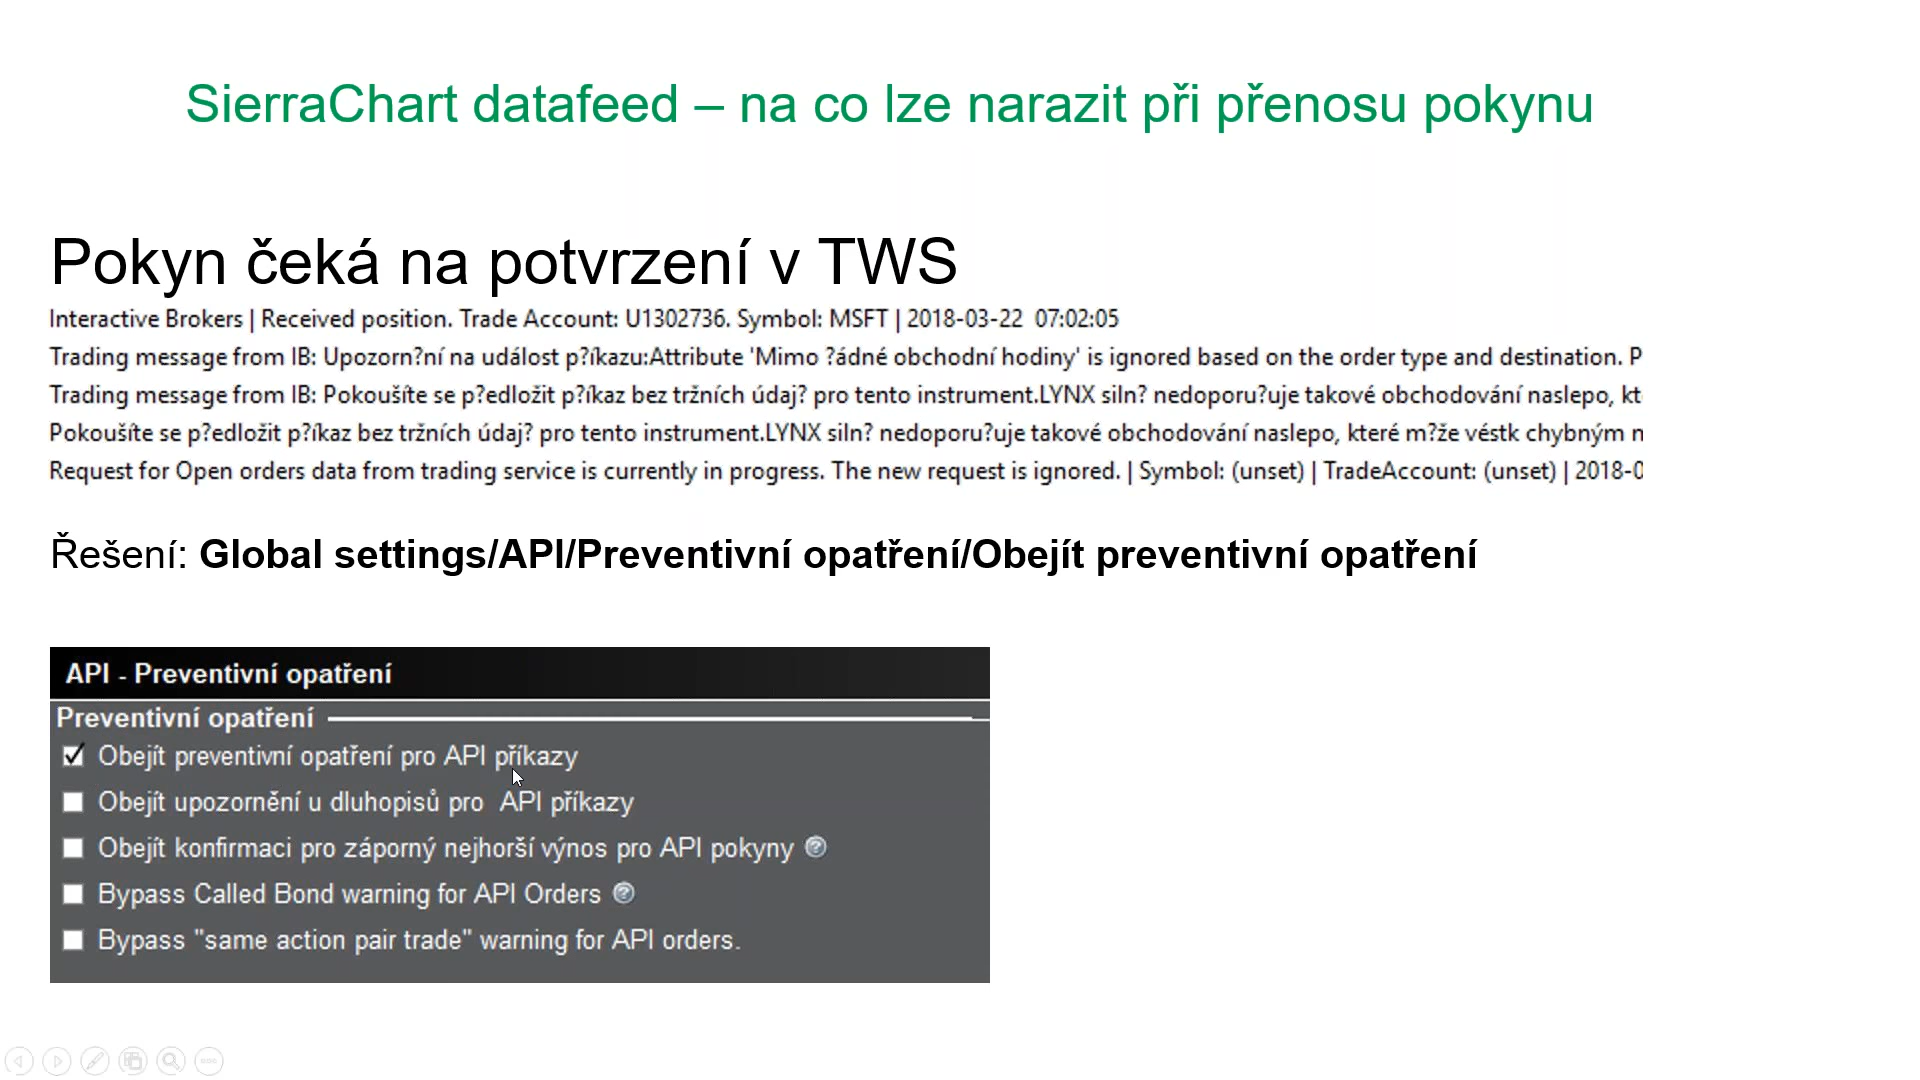 SierraChart datafeed – na co lze narazit při přenosu pokynu
Pokyn čeká na potvrzení v TWS
Interactive Brokers | Received position. Trade Account: U1302736. Symbol: MSFT | 2018-03-22 07:02:05
Trading message from IB: Upozorn?ní na událost p?íkazu:Attribute 'Mimo ?ádné obchodní hodiny' is ignored based on the order type and destination. P
Trading message from IB: Pokoušíte se p?edložit p?íkaz bez tržních údaj? pro tento instrument.LYNX siln? nedoporu?uje takové obchodování naslepo, kt
Pokoušíte se p?edložit p?íkaz bez tržních údaj? pro tento instrument.LYNX siln? nedoporu?uje takové obchodování naslepo, které m?že véstk chybným
Request for Open orders data from trading service is currently in progress. The new request is ignored. | Symbol: (unset) | TradeAccount: (unset) | 2018-0
Řešení: Global settings/API/Preventivní opatření/Obejít preventivní opatření
API - Preventivní opatření
Preventivní opatření
Obejít preventivní opatření pro API příkazy
Obejít upozornění u dluhopisů pro API příkazy
Obejít konfirmaci pro záporný nejhorší výnos pro API pokyny
Bypass Called Bond warning for API Orders
Bypass "same action pair trade" warning for API orders.